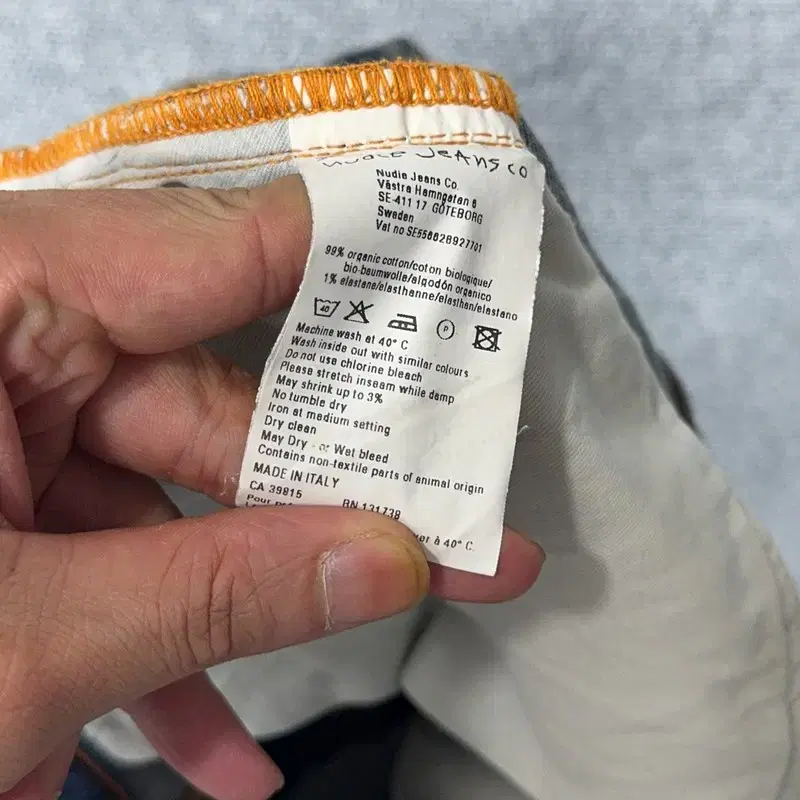 NUDIE JEANS CO
Nudie Jeans Co.
Västra Hamngatan 6
SE-411 17 GÖTEBORG
Sweden
Vat no SE556628927701
99% organic cotton/coton biologique/
bio-baumwolle/algodón organico
1% elastane/elasthanne/elasthan/elastano
40
P
Machine wash at 40° C
Wash inside out with similar colours
Do not use chlorine bleach
Please stretch inseam while damp
May shrink up to 3%
No tumble dry
Iron at medium setting
Dry clean
May Dry - or Wet bleed
Contains non-textile parts of animal origin
MADE IN ITALY
CA 39815 RN 131738
Pour
à 40° C.